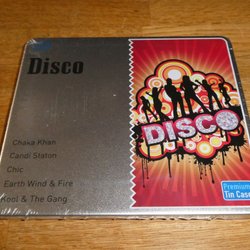 Disco
DISCO
Chaka Khan
Candi Staton
Chic
Earth Wind & Fire
Kool & The Gang
Premium
Tin Case